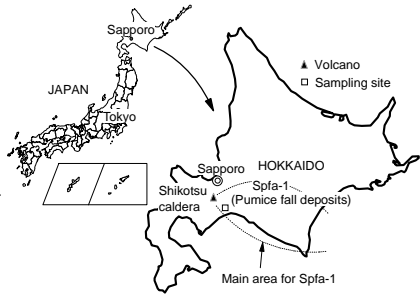 Sapporo
JAPAN
Tokyo
▲ Volcano
□ Sampling site
Sapporo
HOKKAIDO
Shikotsu
caldera
Spfa-1
(Pumice fall deposits)
Main area for Spfa-1